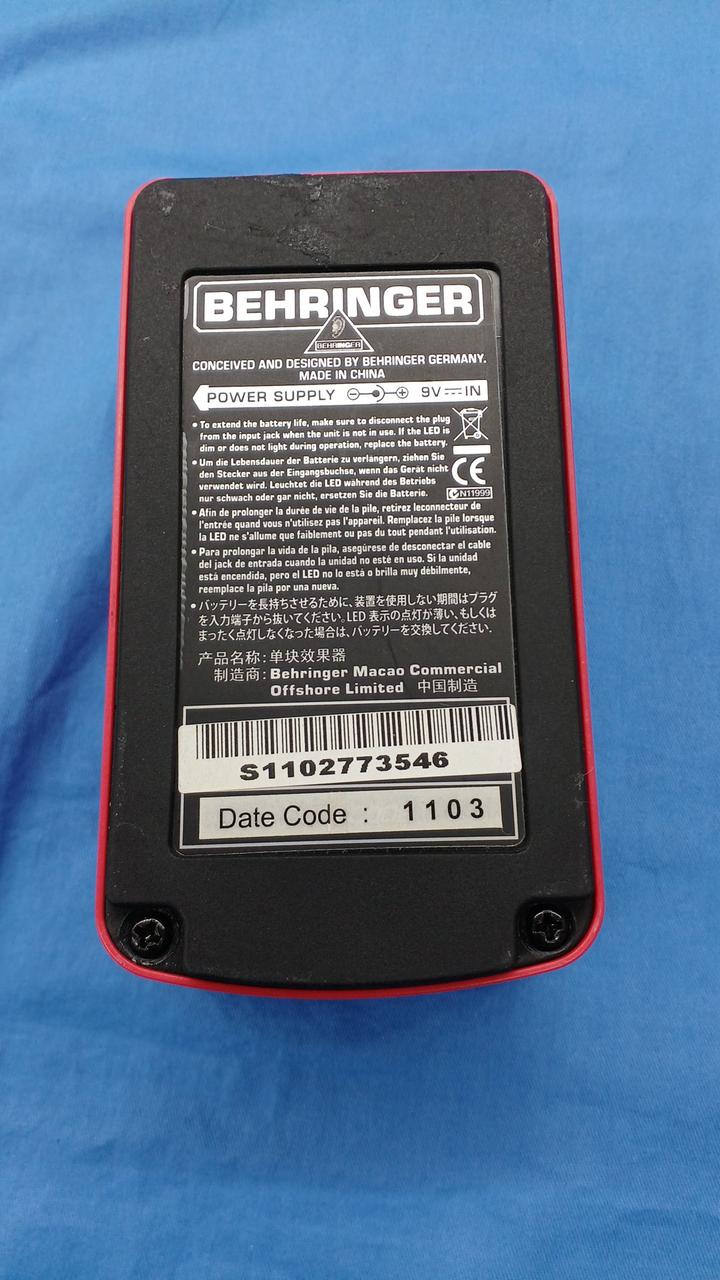 BEHRINGER
BEHRINGER
CONCEIVED AND DESIGNED BY BEHRINGER GERMANY.
MADE IN CHINA
POWER SUPPLY 9V IN
• To extend the battery life, make sure to disconnect the plug
from the input jack when the unit is not in use. If the LED is
dim or does not light during operation, replace the battery.
• Um die Lebensdauer der Batterie zu verlängern, ziehen Sie
den Stecker aus der Eingangsbuchse, wenn das Gerät nicht
verwendet wird. Leuchtet die LED während des Betriebs
nur schwach oder gar nicht, ersetzen Sie die Batterie.
CE
N11999
• Afin de prolonger la durée de vie de la pile, retirez leconnecteur de
l'entrée quand vous n'utilisez pas l'appareil. Remplacez la pile lorsque
la LED ne s'allume que faiblement ou pas du tout pendant l'utilisation.
• Para prolongar la vida de la pila, asegúrese de desconectar el cable
del jack de entrada cuando la unidad no esté en uso. Si la unidad
está encendida, pero el LED no lo está o brilla muy débilmente,
reemplace la pila por una nueva.
• バッテリーを長持ちさせるために、装置を使用しない期間はプラグ
を入力端子から抜いてください。LED 表示の点灯が薄い、もしくは
まったく点灯しなくなった場合は、バッテリーを交換してください。
产品名称: 单块效果器
制造商: Behringer Macao Commercial
Offshore Limited 中国制造
S1102773546
Date Code : 1103